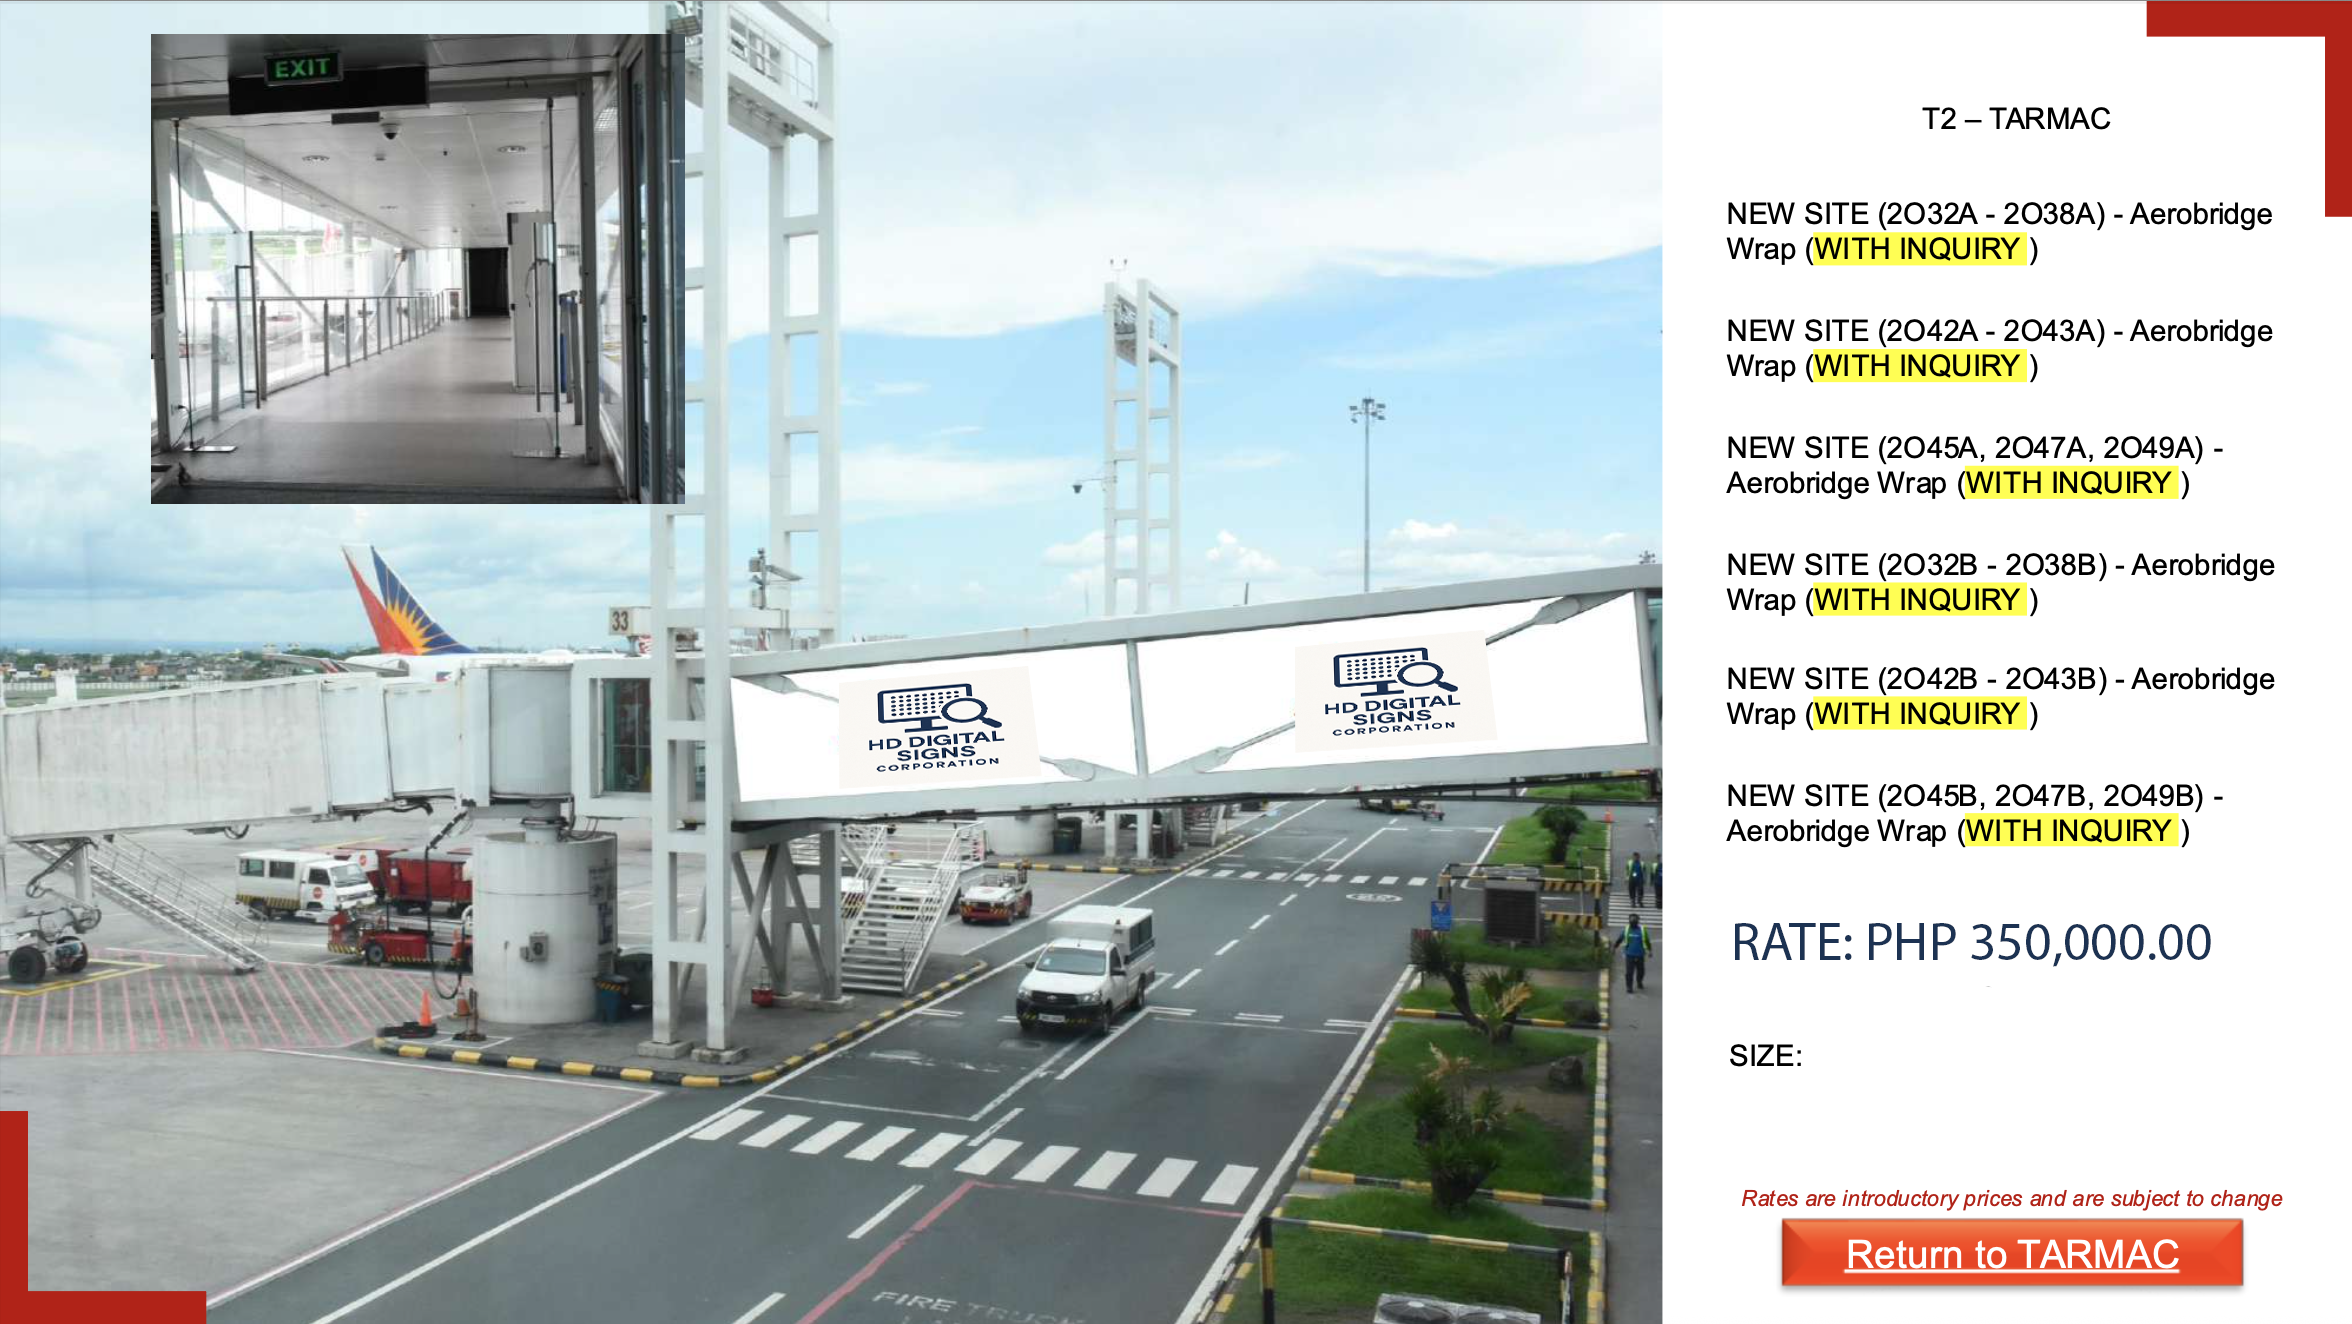 EXIT
33
HD DIGITAL
SIGNS
CORPORATION
HD DIGITAL
SIGNS
CORPORATION
FIRE TRUCK
T2 – TARMAC
NEW SITE (2O32A - 2O38A) - Aerobridge
Wrap (WITH INQUIRY )
NEW SITE (2O42A - 2O43A) - Aerobridge
Wrap (WITH INQUIRY )
NEW SITE (2O45A, 2O47A, 2O49A) -
Aerobridge Wrap (WITH INQUIRY )
NEW SITE (2O32B - 2O38B) - Aerobridge
Wrap (WITH INQUIRY )
NEW SITE (2O42B - 2O43B) - Aerobridge
Wrap (WITH INQUIRY )
NEW SITE (2O45B, 2O47B, 2O49B) -
Aerobridge Wrap (WITH INQUIRY )
RATE: PHP 350,000.00
SIZE:
Rates are introductory prices and are subject to change
Return to TARMAC